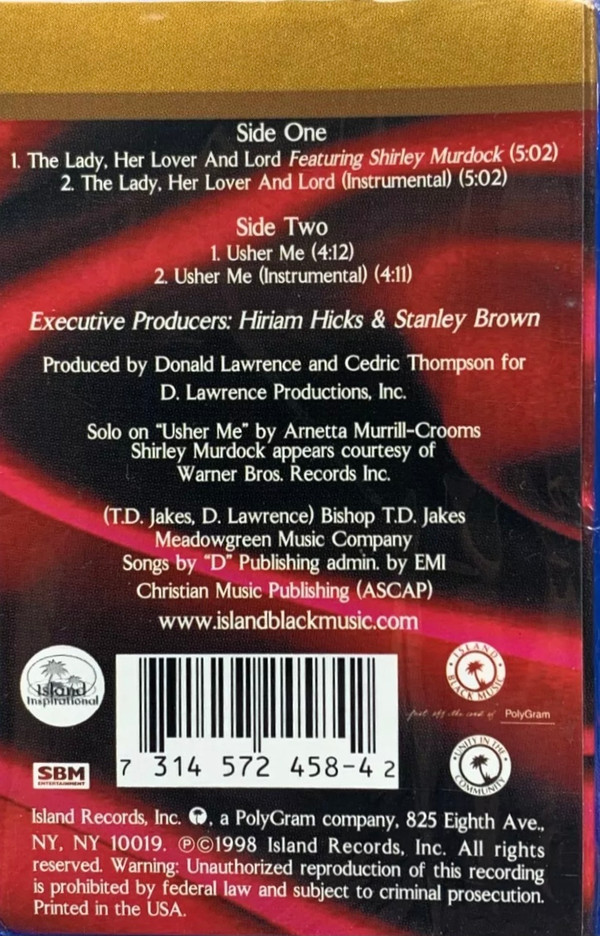 Side One
1. The Lady, Her Lover And Lord Featuring Shirley Murdock (5:02)
2. The Lady, Her Lover And Lord (Instrumental) (5:02)
Side Two
1. Usher Me (4:12)
2. Usher Me (Instrumental) (4:11)
Executive Producers: Hiriam Hicks & Stanley Brown
Produced by Donald Lawrence and Cedric Thompson for
D. Lawrence Productions, Inc.
Solo on "Usher Me" by Arnetta Murrill-Crooms
Shirley Murdock appears courtesy of
Warner Bros. Records Inc.
(T.D. Jakes, D. Lawrence) Bishop T.D. Jakes
Meadowgreen Music Company
Songs by "D" Publishing admin. by EMI
Christian Music Publishing (ASCAP)
www.islandblackmusic.com
Island
Inspirational
ISLAND
BLACK MUSIC
PolyGram
UNITY IN THE
COMMUNITY
SBM
ENTERTAINMENT
7 314 572 458-4 2
Island Records, Inc. , a PolyGram company, 825 Eighth Ave.,
NY, NY 10019. ℗©1998 Island Records, Inc. All rights
reserved. Warning: Unauthorized reproduction of this recording
is prohibited by federal law and subject to criminal prosecution.
Printed in the USA.